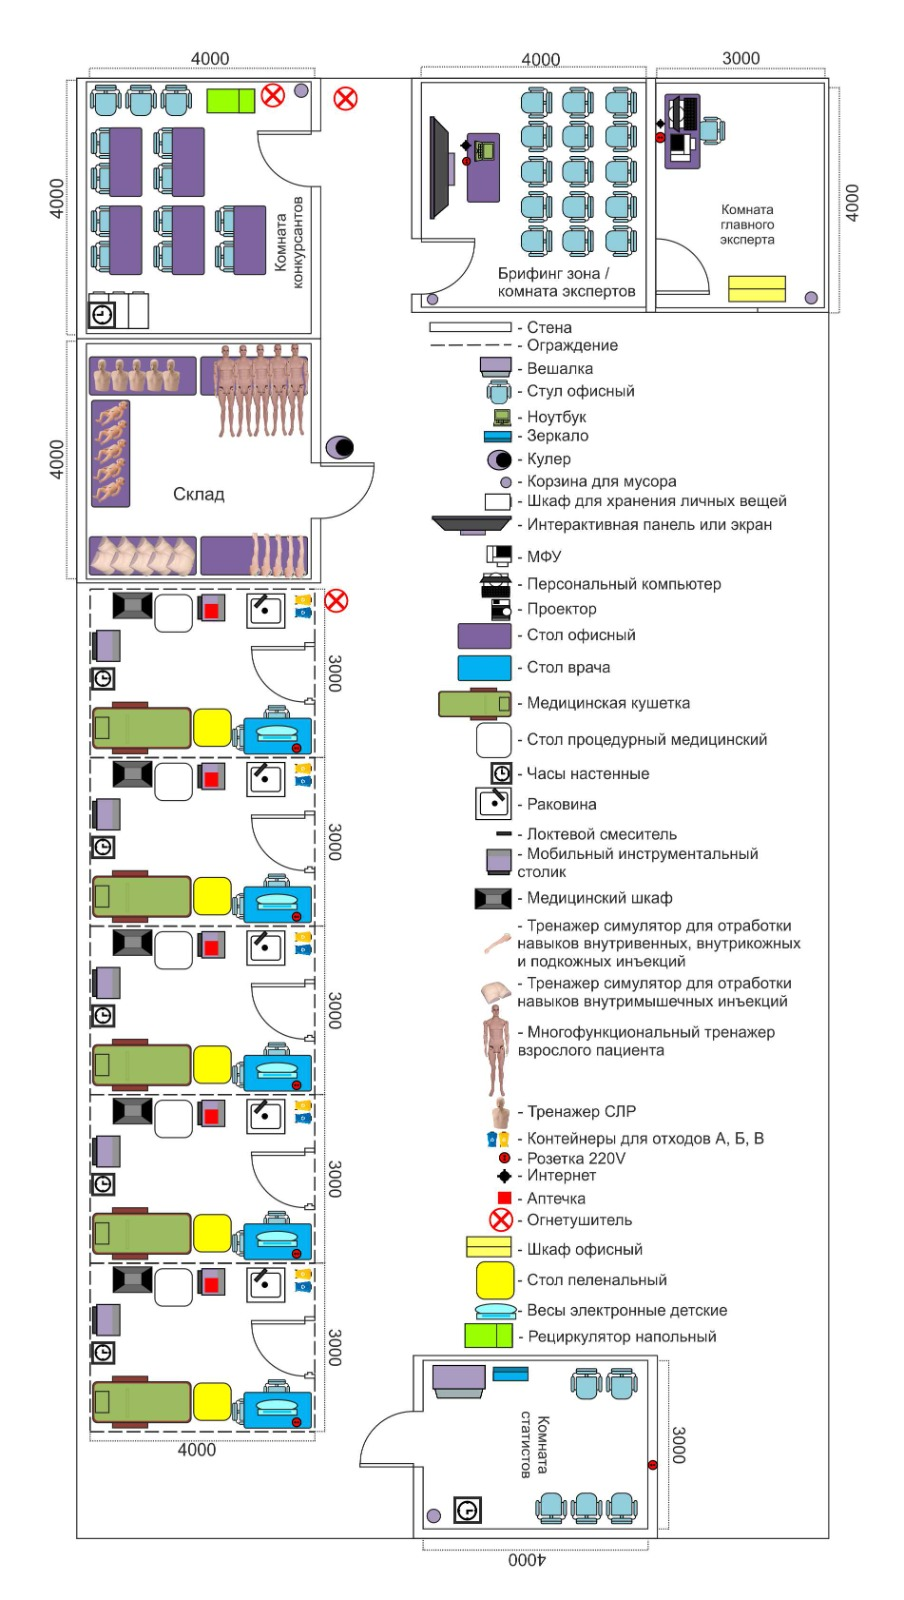 4000
4000
3000
4000
4000
Комната
конкурсантов
Брифинг зона /
комната экспертов
Комната
главного
эксперта
4000
Склад
- Стена
- Ограждение
- Вешалка
- Стул офисный
- Ноутбук
- Зеркало
- Кулер
- Корзина для мусора
- Шкаф для хранения личных вещей
- Интерактивная панель или экран
- МФУ
- Персональный компьютер
- Проектор
- Стол офисный
- Стол врача
- Медицинская кушетка
- Стол процедурный медицинский
- Часы настенные
- Раковина
- Локтевой смеситель
- Мобильный инструментальный
столик
- Медицинский шкаф
- Тренажер симулятор для отработки
навыков внутривенных, внутрикожных
и подкожных инъекций
- Тренажер симулятор для отработки
навыков внутримышечных инъекций
- Многофункциональный тренажер
взрослого пациента
- Тренажер СЛР
- Контейнеры для отходов А, Б, В
- Розетка 220V
- Интернет
- Аптечка
- Огнетушитель
- Шкаф офисный
- Стол пеленальный
- Весы электронные детские
- Рециркулятор напольный
3000
3000
3000
3000
3000
4000
Комната
статистов
3000
4000